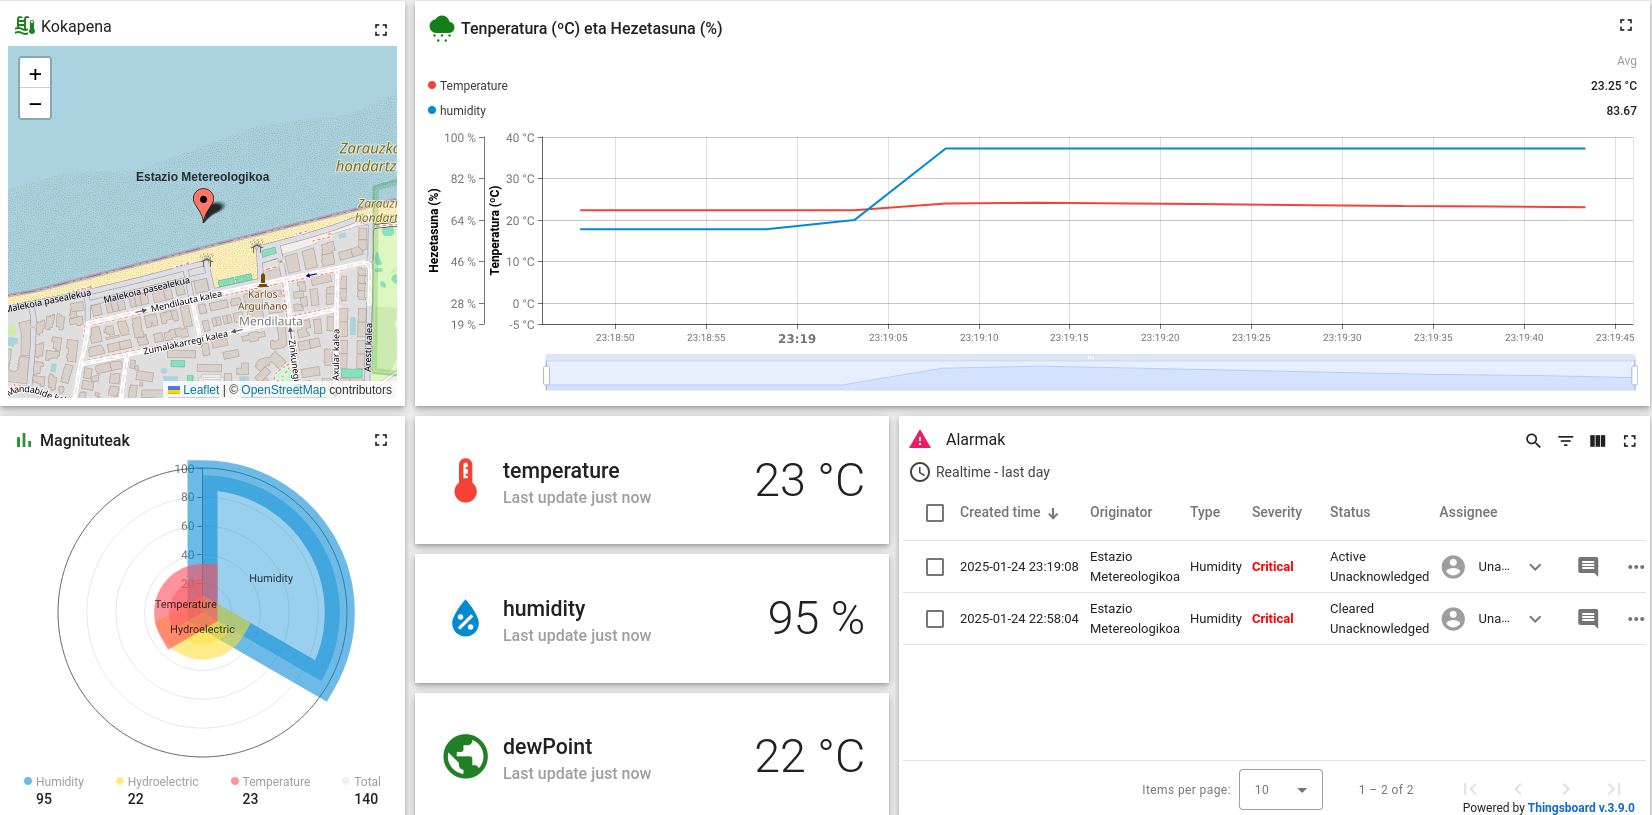 Kokapena
+
−
Zarauzko
hondartz
Estazio Metereologikoa
Zarauzk
hondart
Malekoia pasealekua
Malekoia pasealekua
Mendilauta kalea
Karlos
Arguiñano
Mendilauta
Zumalakarregi kalea
Zinkunegi
Axular kalea
Aresti kalea
Leaflet | © OpenStreetMap contributors
Tenperatura (ºC) eta Hezetasuna (%)
Avg
Temperature 23.25 °C
humidity 83.67
Hezetasuna (%)
100 %
82 %
64 %
46 %
28 %
19 %
Tenperatura (ºC)
40 °C
30 °C
20 °C
10 °C
0 °C
-5 °C
23:18:50 23:18:55 23:19 23:19:05 23:19:10 23:19:15 23:19:20 23:19:25 23:19:30 23:19:35 23:19:40 23:19:45
Magnituteak
100
80
60
40
20
Humidity
Temperature
Hydroelectric
Humidity Hydroelectric Temperature Total
95 22 23 140
temperature
Last update just now
23 °C
humidity
Last update just now
95 %
dewPoint
Last update just now
22 °C
Alarmak
Realtime - last day
Created time Originator Type Severity Status Assignee
2025-01-24 23:19:08 Estazio Metereologikoa Humidity Critical Active Unacknowledged Una...
2025-01-24 22:58:04 Estazio Metereologikoa Humidity Critical Cleared Unacknowledged Una...
Items per page: 10 1 – 2 of 2
Powered by Thingsboard v.3.9.0